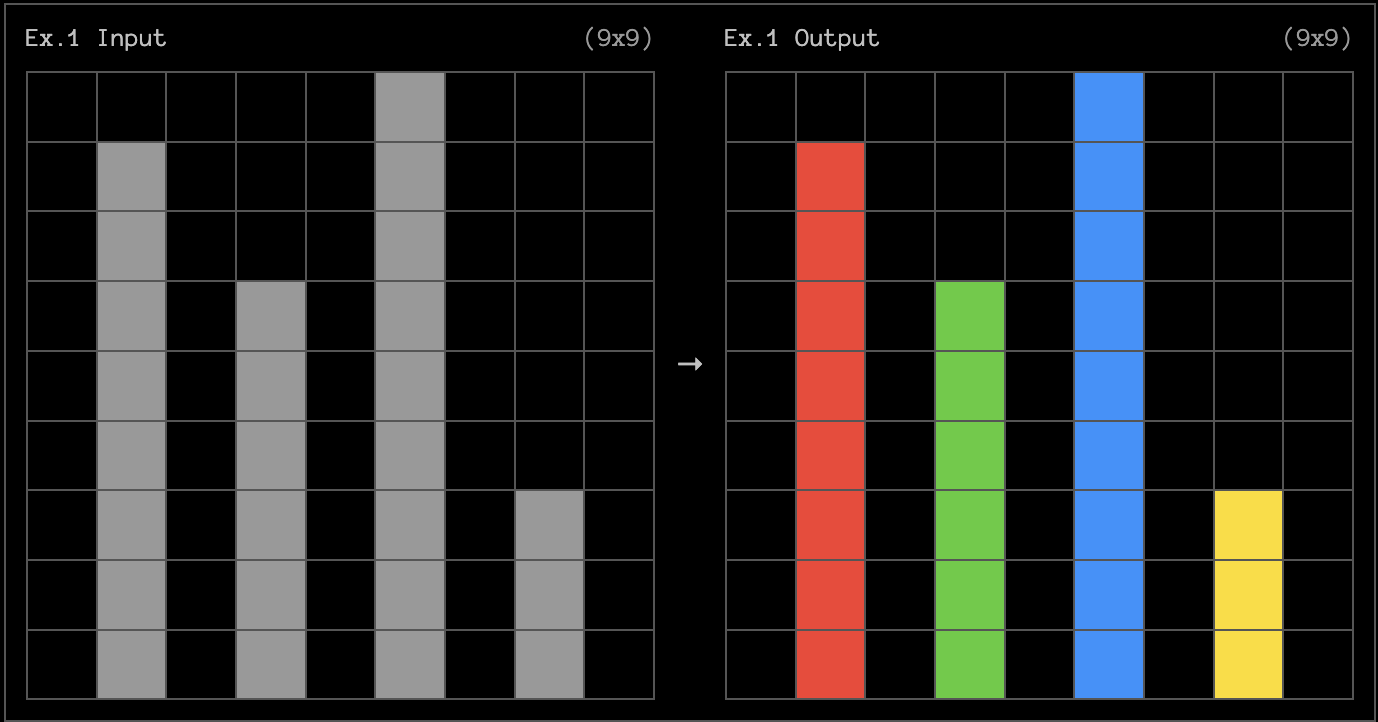 Ex.1 Input (9x9)
Ex.1 Output (9x9)
→